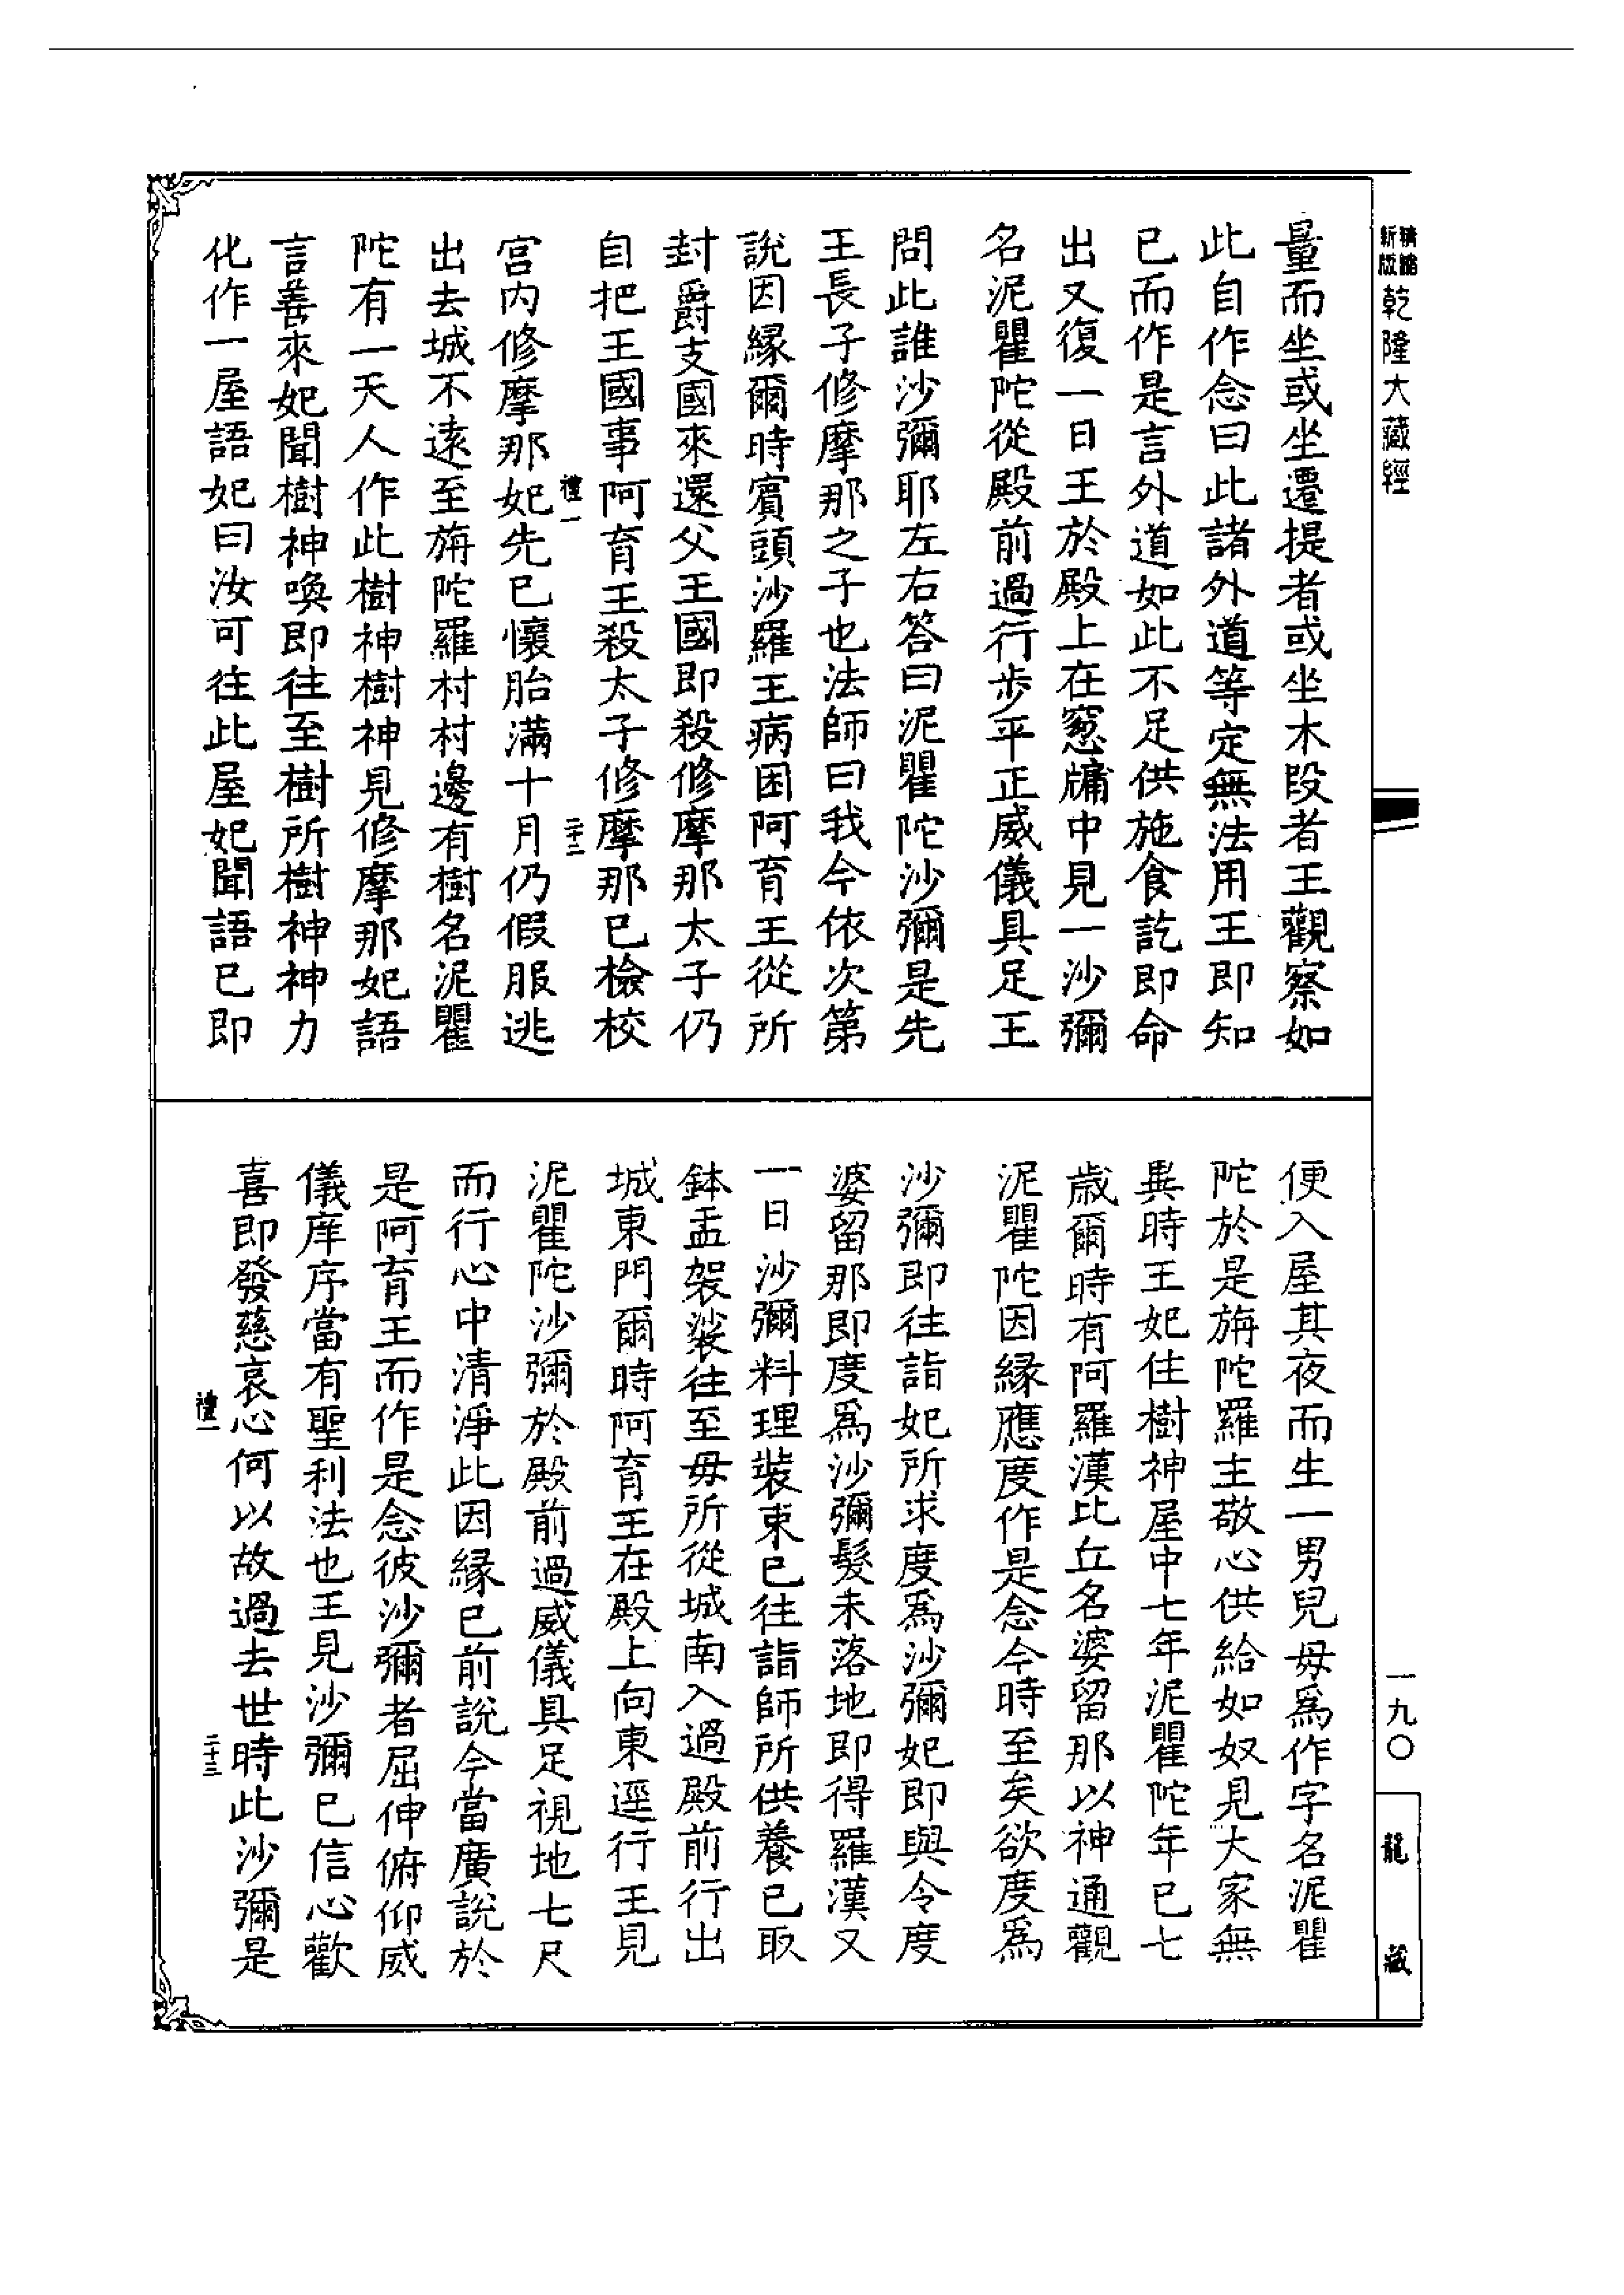 精縮
新版
乾隆大藏經
一九〇
龍藏
量而坐或坐遷提者或坐木段者王觀察如
此自作念曰此諸外道等定無法用王即知
已而作是言外道如此不足供施食訖即命
出又復一日王於殿上在窓牗中見一沙彌
名泥瞿陀從殿前過行步平正威儀具足王
問此誰沙彌耶左右答曰泥瞿陀沙彌是先
王長子修摩那之子也法師曰我今依次第
說因緣爾時賓頭沙羅王病困阿育王從所
封爵支國來還父王國即殺修摩那太子仍
自把王國事阿育王殺太子修摩那已檢校
禮一
二十二
宮內修摩那妃先已懷胎滿十月仍假服逃
出去城不遠至旃陀羅村村邊有樹名泥瞿
陀有一天人作此樹神樹神見修摩那妃語
言善來妃聞樹神喚即往至樹所樹神神力
化作一屋語妃曰汝可往此屋妃聞語已即
便入屋其夜而生一男兒毋爲作字名泥瞿
陀於是旃陀羅主敬心供給如奴見大家無
異時王妃住樹神屋中七年泥瞿陀年已七
歲爾時有阿羅漢比丘名婆留那以神通觀
泥瞿陀因緣應度作是念今時至矣欲度爲
沙彌即往詣妃所求度爲沙彌妃即與令度
婆留那即度爲沙彌髮未落地即得羅漢又
一日沙彌料理裝束已往詣師所供養已取
鉢盂袈裟往至毋所從城南入過殿前行出
城東門爾時阿育王在殿上向東逕行王見
泥瞿陀沙彌於殿前過威儀具足視地七尺
而行心中清淨此因緣已前說今當廣說於
是阿育王而作是念彼沙彌者屈伸俯仰威
儀庠序當有聖利法也王見沙彌已信心歡
喜即發慈哀心何以故過去世時此沙彌是
禮一
二十三